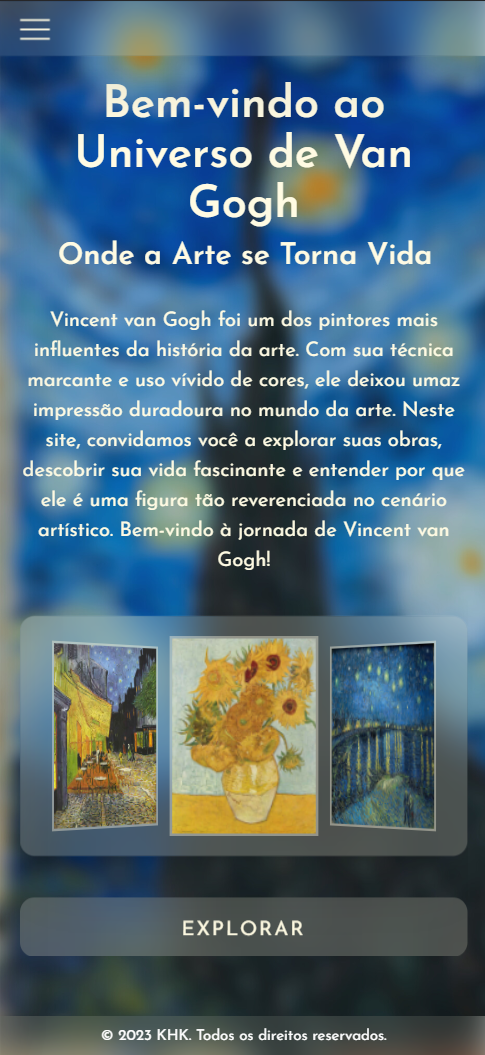 Bem-vindo ao
Universo de Van
Gogh
Onde a Arte se Torna Vida
Vincent van Gogh foi um dos pintores mais
influentes da história da arte. Com sua técnica
marcante e uso vívido de cores, ele deixou umaz
impressão duradoura no mundo da arte. Neste
site, convidamos você a explorar suas obras,
descobrir sua vida fascinante e entender por que
ele é uma figura tão reverenciada no cenário
artístico. Bem-vindo à jornada de Vincent van
Gogh!
EXPLORAR
© 2023 KHK. Todos os direitos reservados.